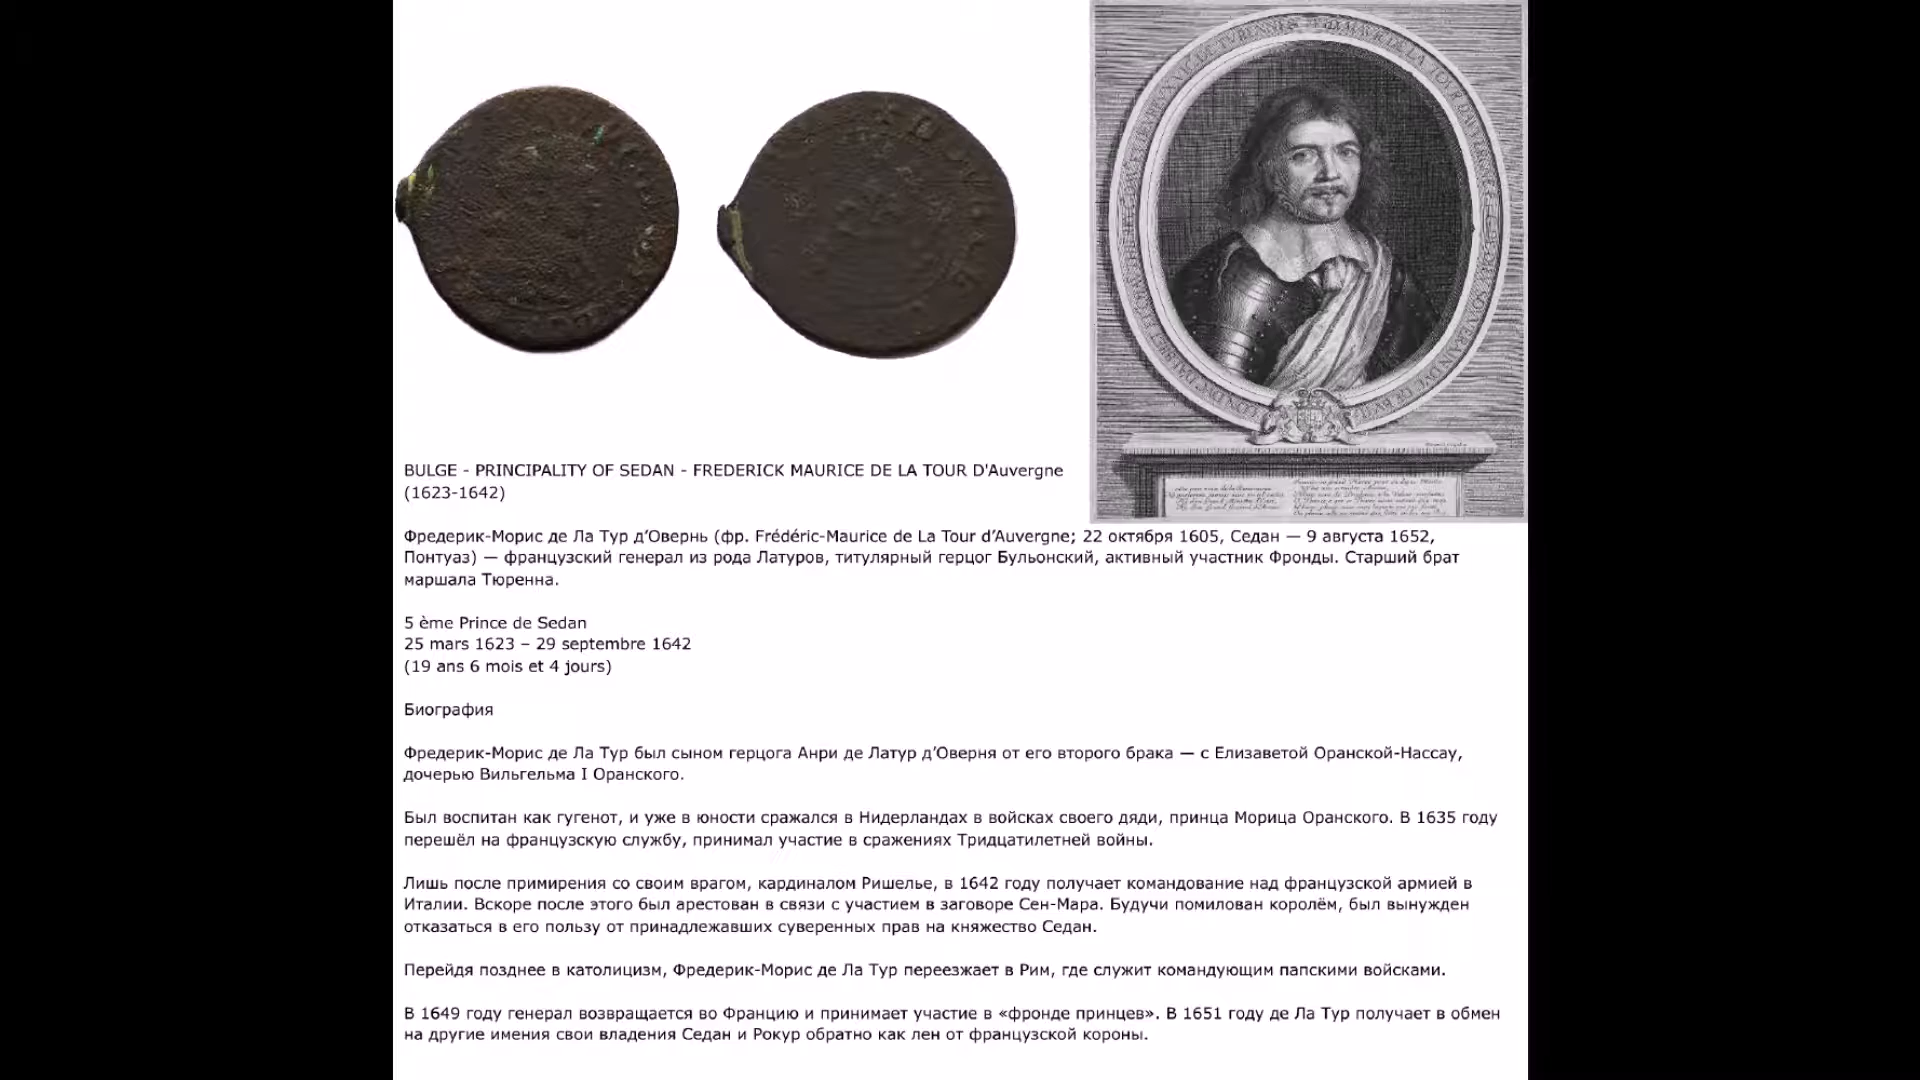 BULGE - PRINCIPALITY OF SEDAN - FREDERICK MAURICE DE LA TOUR D'Auvergne
(1623-1642)
Фредерик-Морис де Ла Тур д’Овернь (фр. Frédéric-Maurice de La Tour d’Auvergne; 22 октября 1605, Седан — 9 августа 1652,
Понтуаз) — французский генерал из рода Латуров, титулярный герцог Бульонский, активный участник Фронды. Старший брат
маршала Тюренна.
5 ème Prince de Sedan
25 mars 1623 – 29 septembre 1642
(19 ans 6 mois et 4 jours)
Биография
Фредерик-Морис де Ла Тур был сыном герцога Анри де Латур д’Оверня от его второго брака — с Елизаветой Оранской-Нассау,
дочерью Вильгельма I Оранского.
Был воспитан как гугенот, и уже в юности сражался в Нидерландах в войсках своего дяди, принца Морица Оранского. В 1635 году
перешёл на французскую службу, принимал участие в сражениях Тридцатилетней войны.
Лишь после примирения со своим врагом, кардиналом Ришелье, в 1642 году получает командование над французской армией в
Италии. Вскоре после этого был арестован в связи с участием в заговоре Сен-Мара. Будучи помилован королём, был вынужден
отказаться в его пользу от принадлежавших суверенных прав на княжество Седан.
Перейдя позднее в католицизм, Фредерик-Морис де Ла Тур переезжает в Рим, где служит командующим папскими войсками.
В 1649 году генерал возвращается во Францию и принимает участие в «фронде принцев». В 1651 году де Ла Тур получает в обмен
на другие имения свои владения Седан и Рокур обратно как лен от французской короны.